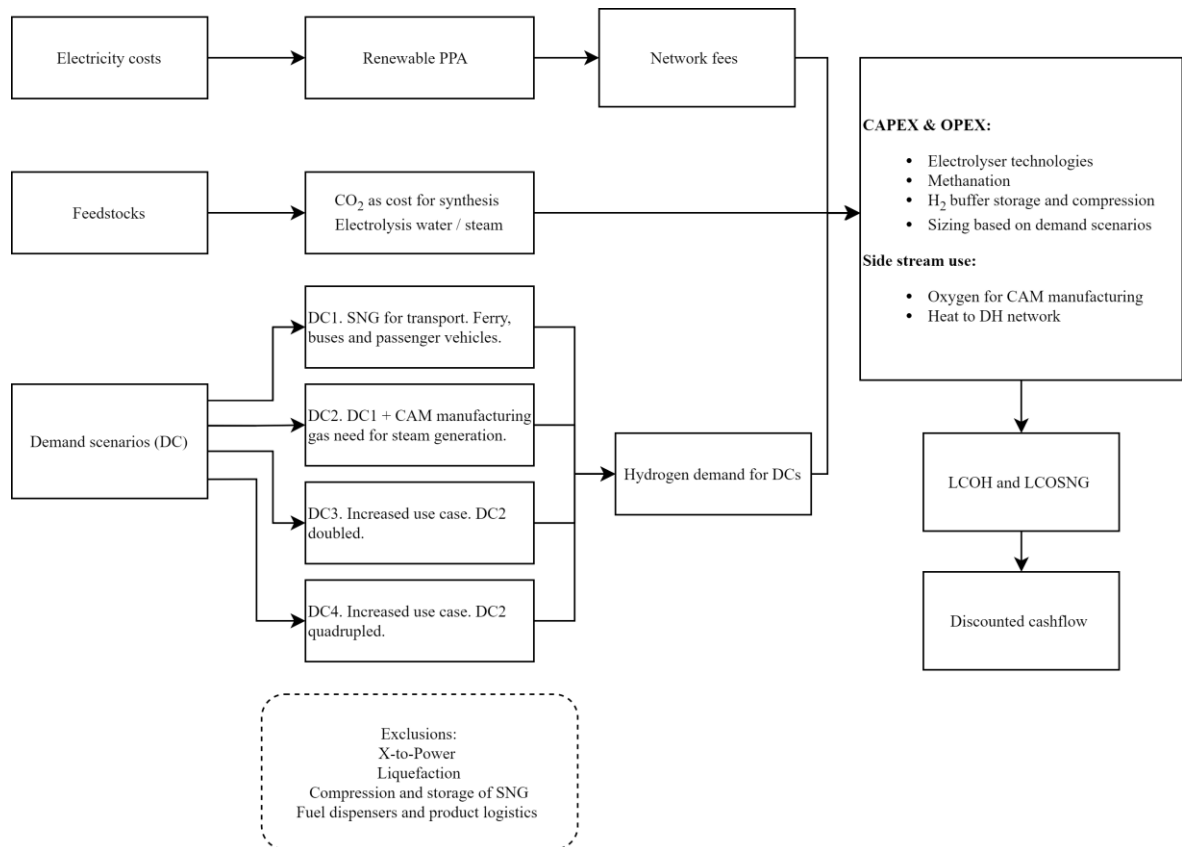 Electricity costs
Renewable PPA
Network fees
Feedstocks
CO₂ as cost for synthesis
Electrolysis water / steam
Demand scenarios (DC)
DC1. SNG for transport. Ferry,
buses and passenger vehicles.
DC2. DC1 + CAM manufacturing
gas need for steam generation.
DC3. Increased use case. DC2
doubled.
DC4. Increased use case. DC2
quadrupled.
Hydrogen demand for DCs
CAPEX & OPEX:
• Electrolyser technologies
• Methanation
• H₂ buffer storage and compression
• Sizing based on demand scenarios
Side stream use:
• Oxygen for CAM manufacturing
• Heat to DH network
LCOH and LCOSNG
Discounted cashflow
Exclusions:
X-to-Power
Liquefaction
Compression and storage of SNG
Fuel dispensers and product logistics